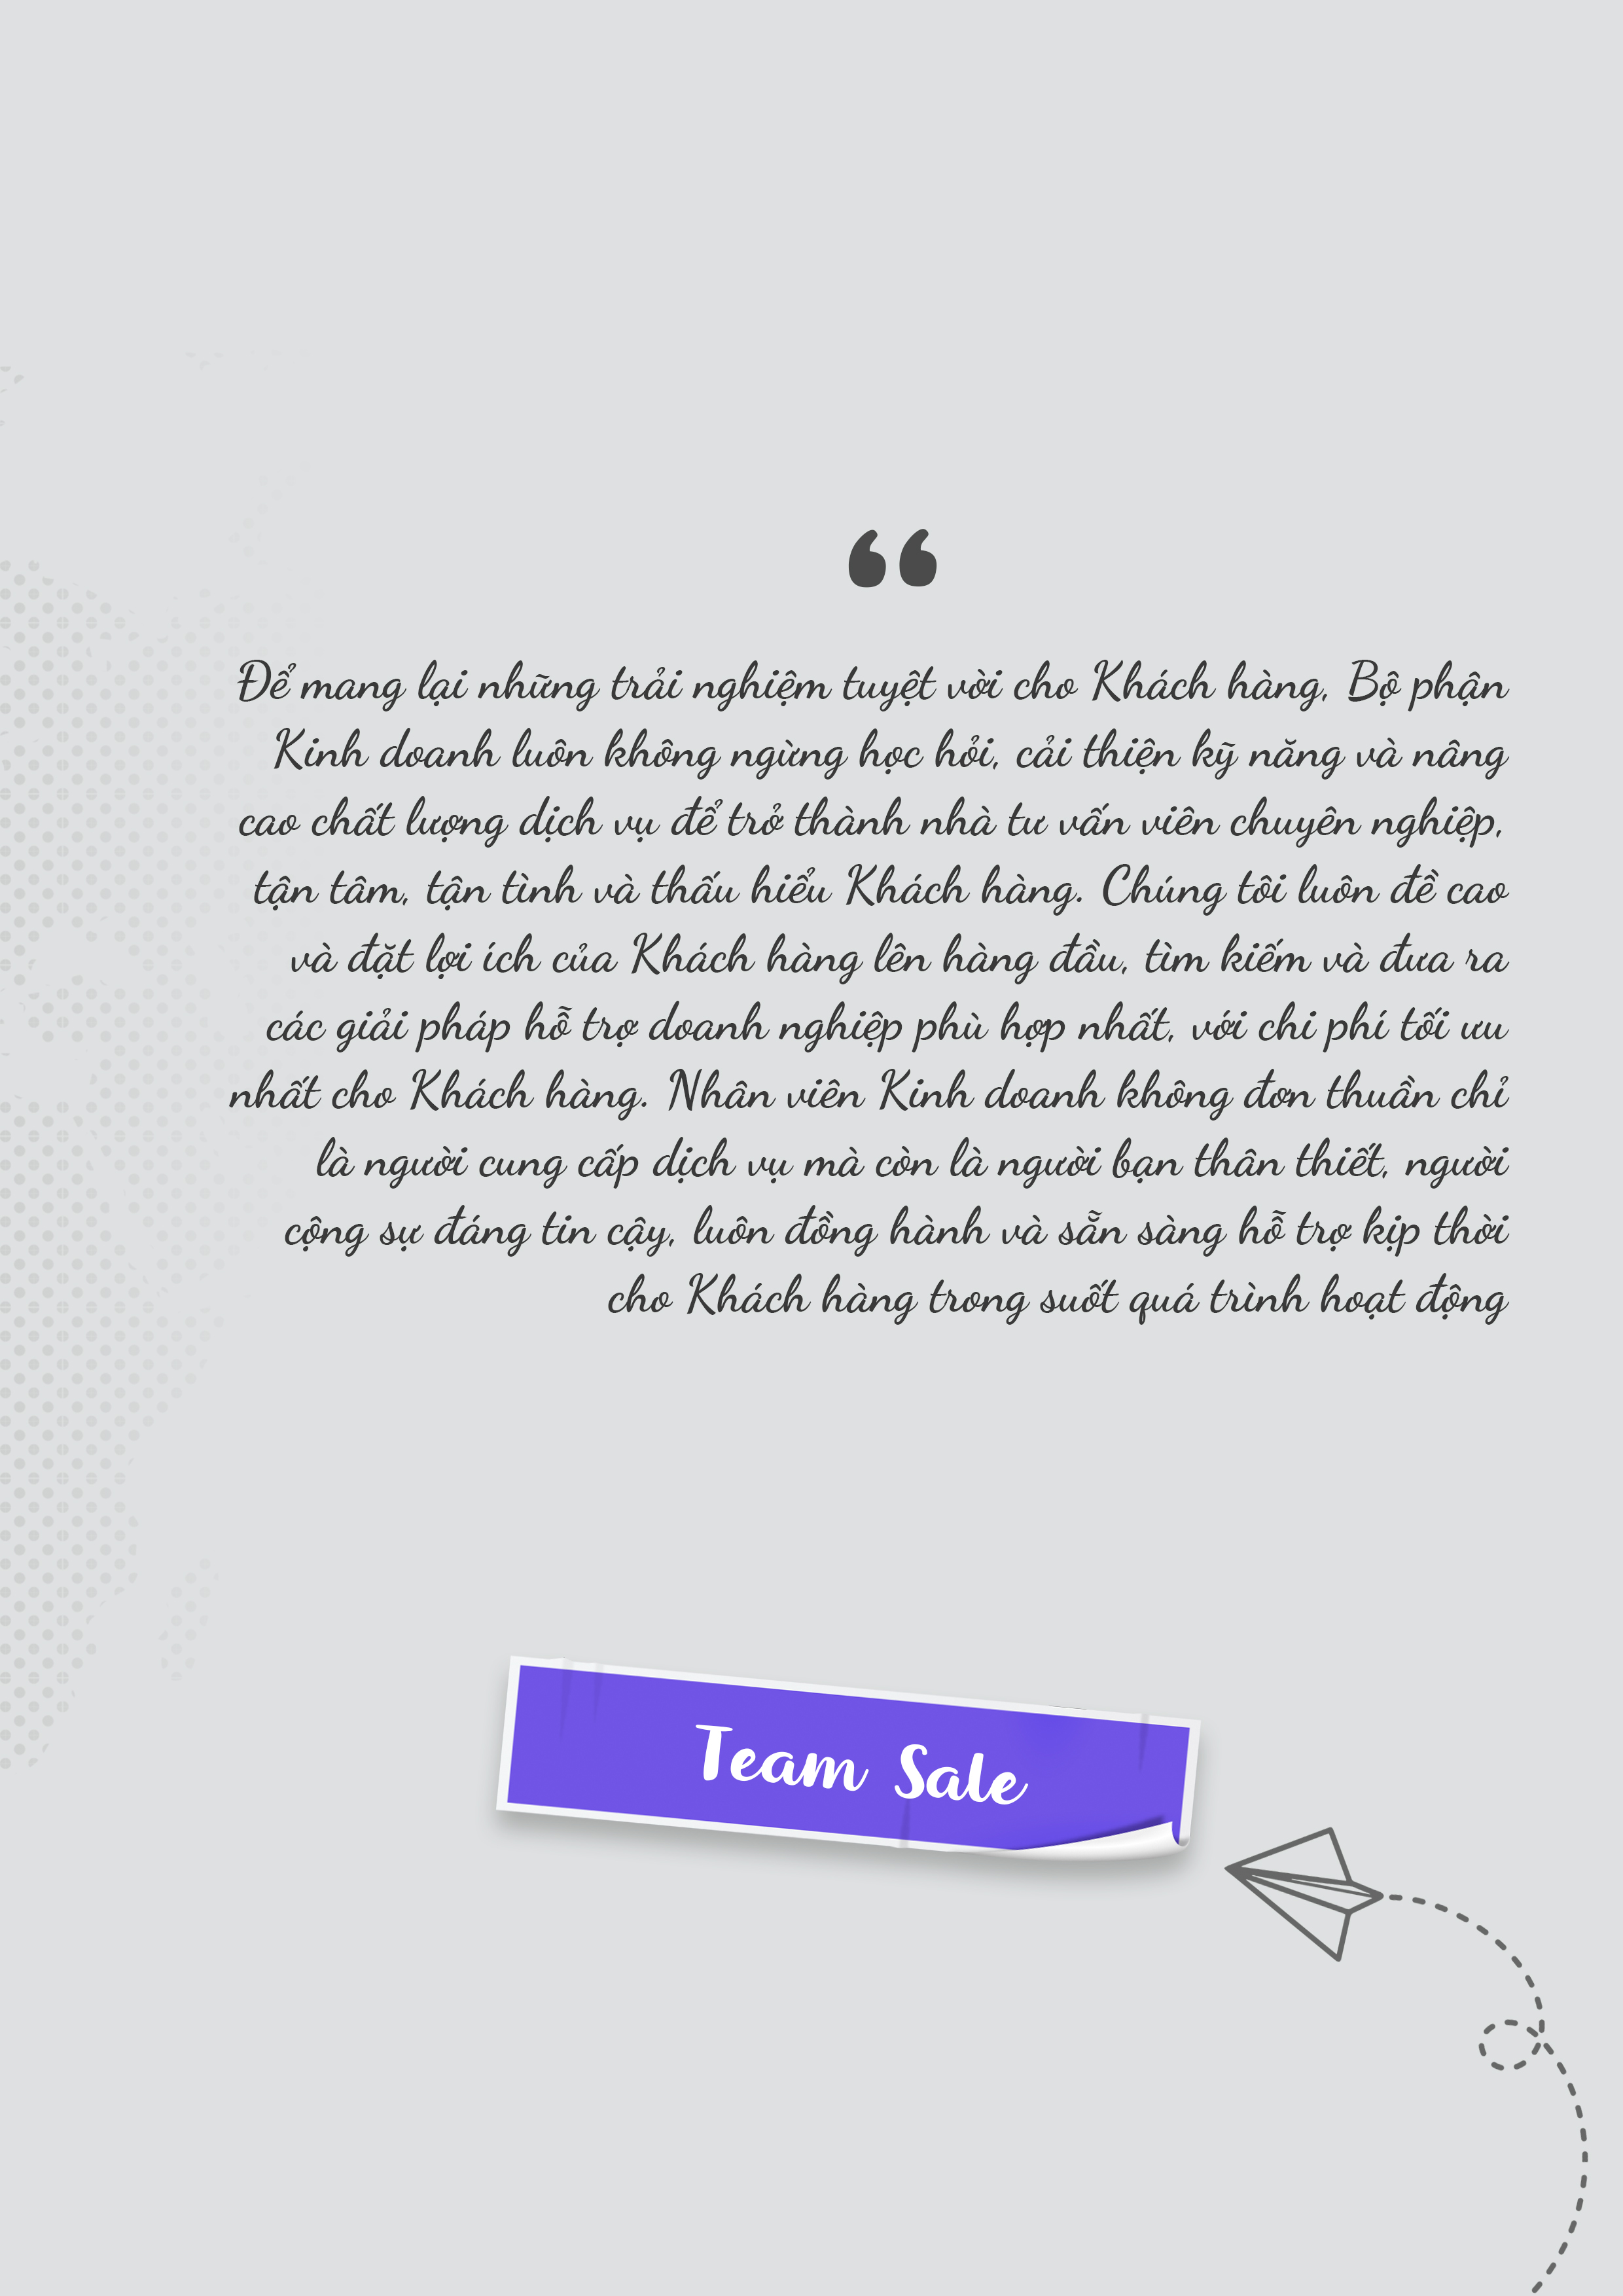 “
Để mang lại những trải nghiệm tuyệt vời cho Khách hàng, Bộ phận
Kinh doanh luôn không ngừng học hỏi, cải thiện kỹ năng và nâng
cao chất lượng dịch vụ để trở thành nhà tư vấn viên chuyên nghiệp,
tận tâm, tận tình và thấu hiểu Khách hàng. Chúng tôi luôn đề cao
và đặt lợi ích của Khách hàng lên hàng đầu, tìm kiếm và đưa ra
các giải pháp hỗ trợ doanh nghiệp phù hợp nhất, với chi phí tối ưu
nhất cho Khách hàng. Nhân viên Kinh doanh không đơn thuần chỉ
là người cung cấp dịch vụ mà còn là người bạn thân thiết, người
cộng sự đáng tin cậy, luôn đồng hành và sẵn sàng hỗ trợ kịp thời
cho Khách hàng trong suốt quá trình hoạt động
Team Sale